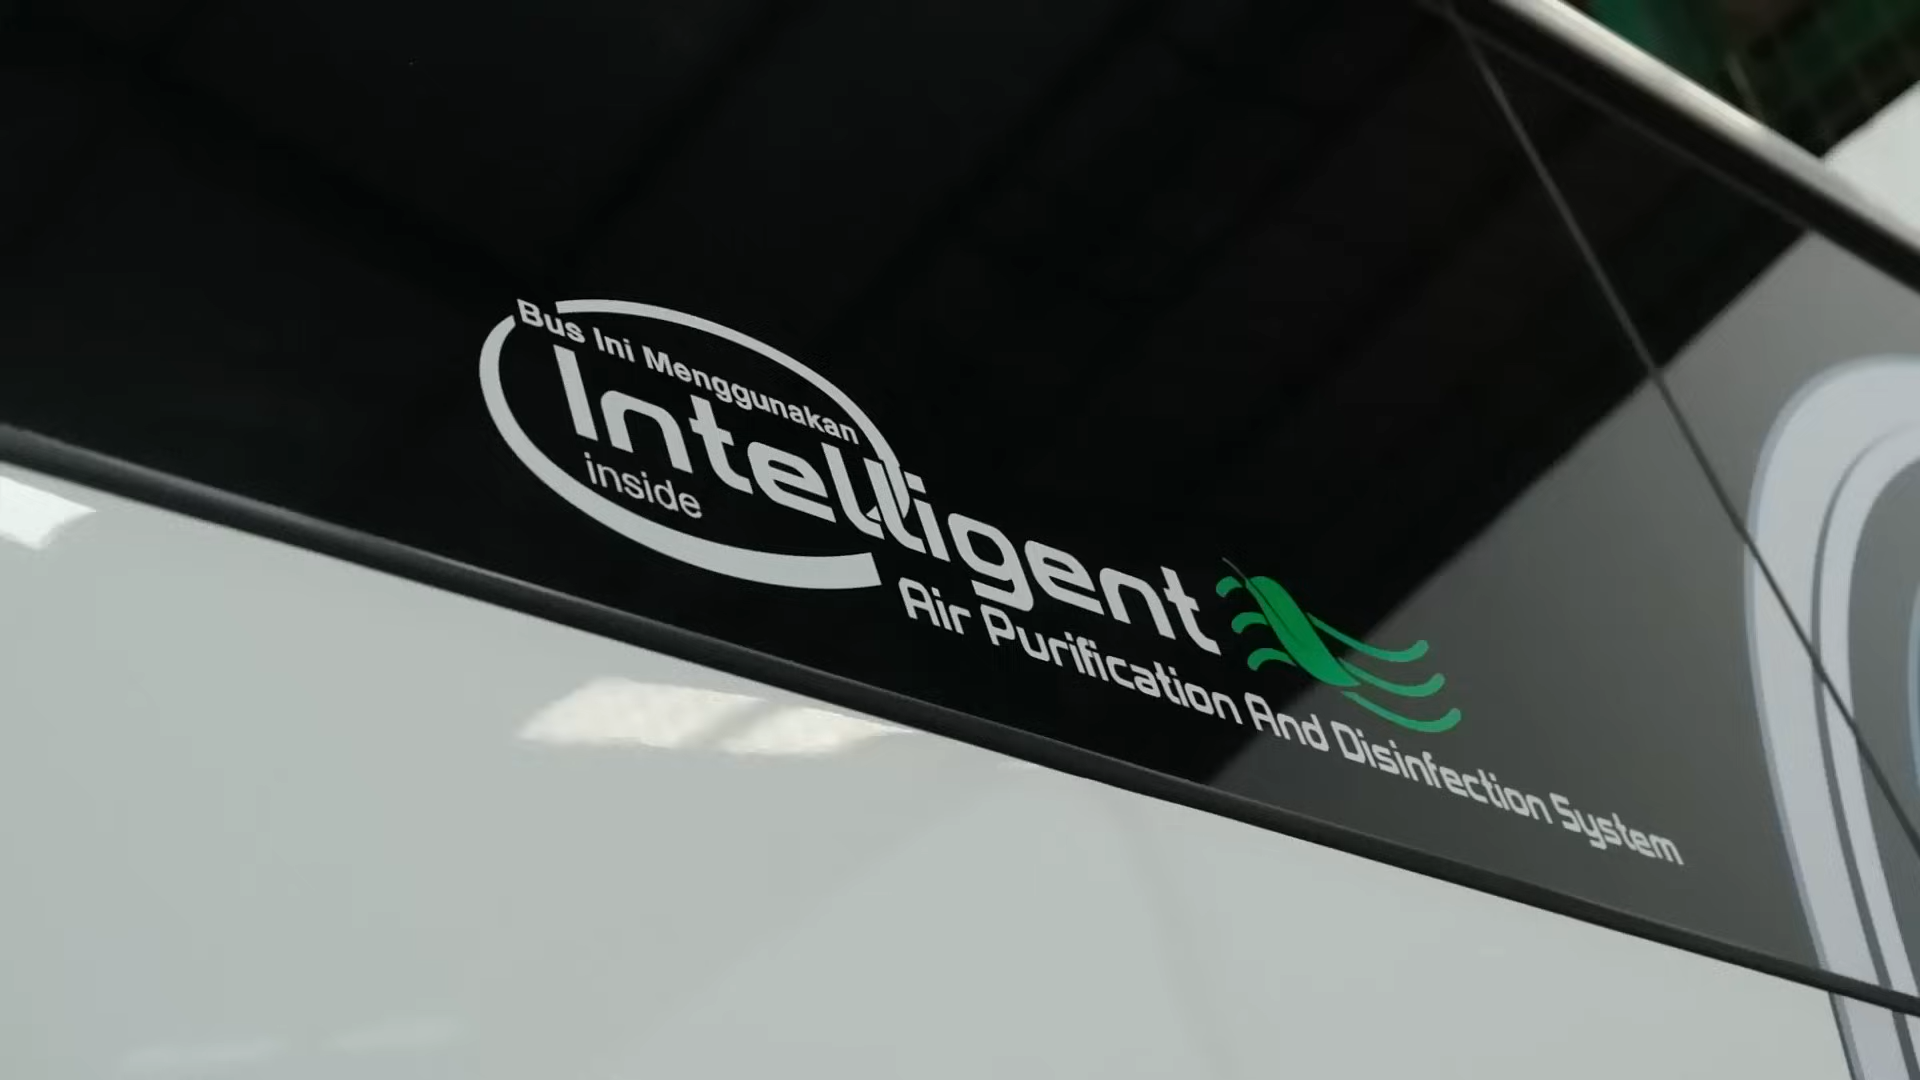 Bus Ini Menggunakan
Intelligent
inside
Air Purification And Disinfection System